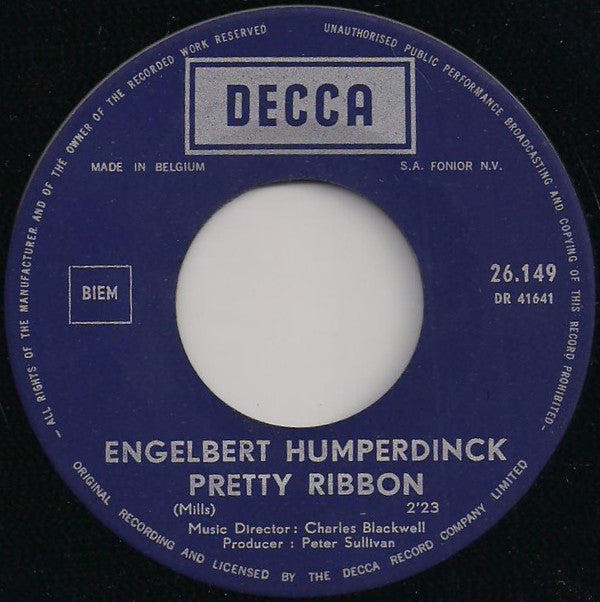 – ALL RIGHTS OF THE MANUFACTURER AND OF THE OWNER OF THE RECORDED WORK RESERVED
UNAUTHORISED PUBLIC PERFORMANCE BROADCASTING AND COPYING OF THIS RECORD PROHIBITED –
DECCA
MADE IN BELGIUM
S.A. FONIOR N.V.
BIEM
26.149
DR 41641
ENGELBERT HUMPERDINCK
PRETTY RIBBON
(Mills) 2'23
Music Director : Charles Blackwell
Producer : Peter Sullivan
ORIGINAL RECORDING AND LICENSED BY THE DECCA RECORD COMPANY LIMITED